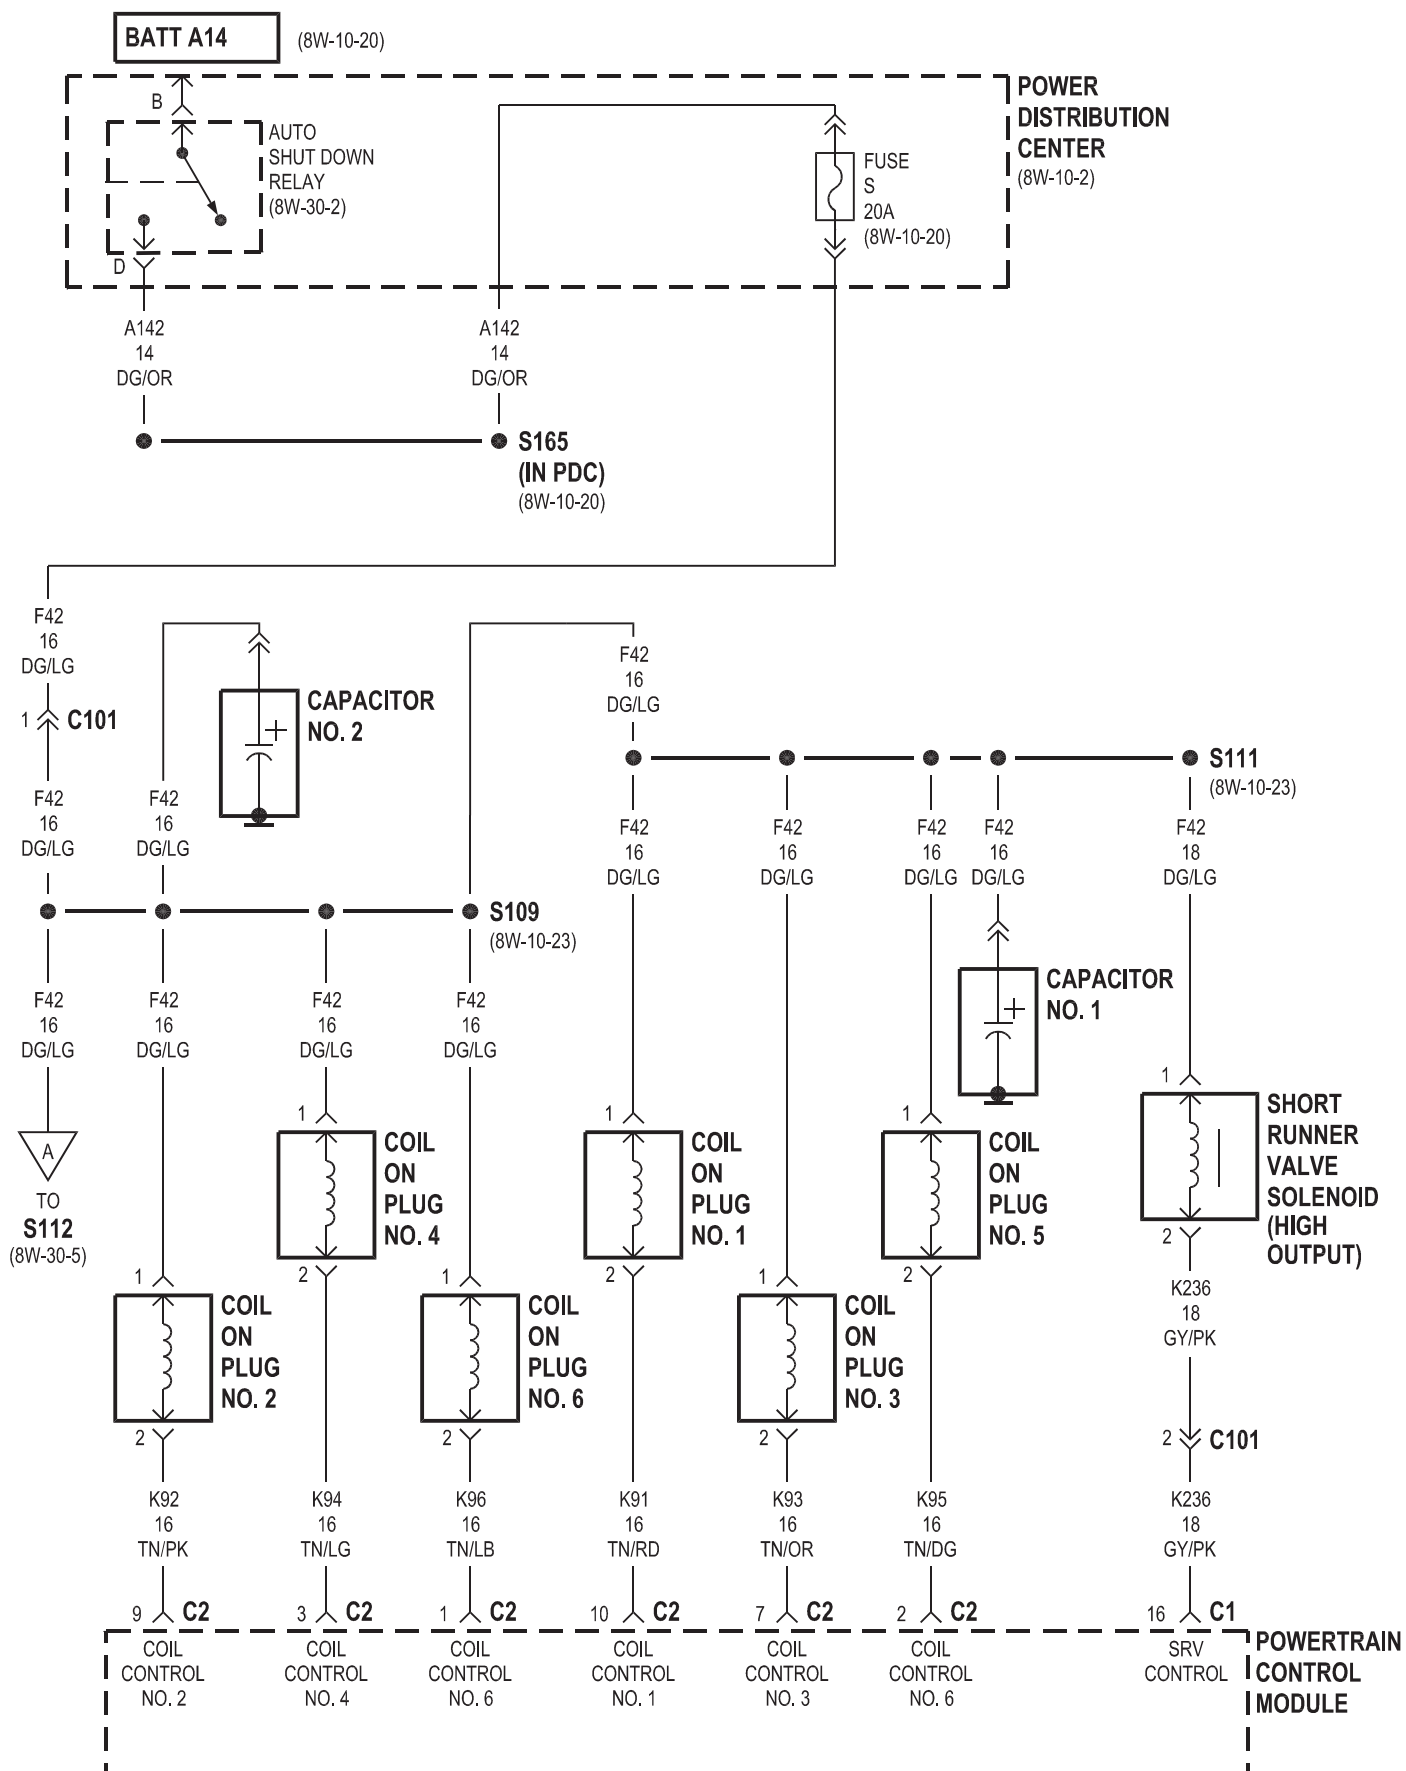 BATT A14
(8W-10-20)
B
AUTO
SHUT DOWN
RELAY
(8W-30-2)
D
FUSE
S
20A
(8W-10-20)
POWER
DISTRIBUTION
CENTER
(8W-10-2)
A142
14
DG/OR
A142
14
DG/OR
S165
(IN PDC)
(8W-10-20)
F42
16
DG/LG
1
C101
CAPACITOR
NO. 2
F42
16
DG/LG
S111
(8W-10-23)
F42
16
DG/LG
F42
16
DG/LG
F42
16
DG/LG
F42
16
DG/LG
F42
16
DG/LG
F42
16
DG/LG
F42
18
DG/LG
S109
(8W-10-23)
CAPACITOR
NO. 1
F42
16
DG/LG
F42
16
DG/LG
F42
16
DG/LG
F42
16
DG/LG
A
TO
S112
(8W-30-5)
1
COIL
ON
PLUG
NO. 4
2
1
COIL
ON
PLUG
NO. 1
2
1
COIL
ON
PLUG
NO. 5
2
1
SHORT
RUNNER
VALVE
SOLENOID
(HIGH
OUTPUT)
2
1
COIL
ON
PLUG
NO. 2
2
1
COIL
ON
PLUG
NO. 6
2
1
COIL
ON
PLUG
NO. 3
2
K236
18
GY/PK
2
C101
K92
16
TN/PK
K94
16
TN/LG
K96
16
TN/LB
K91
16
TN/RD
K93
16
TN/OR
K95
16
TN/DG
K236
18
GY/PK
9 C2
3 C2
1 C2
10 C2
7 C2
2 C2
16 C1
COIL
CONTROL
NO. 2
COIL
CONTROL
NO. 4
COIL
CONTROL
NO. 6
COIL
CONTROL
NO. 1
COIL
CONTROL
NO. 3
COIL
CONTROL
NO. 6
SRV
CONTROL
POWERTRAIN
CONTROL
MODULE